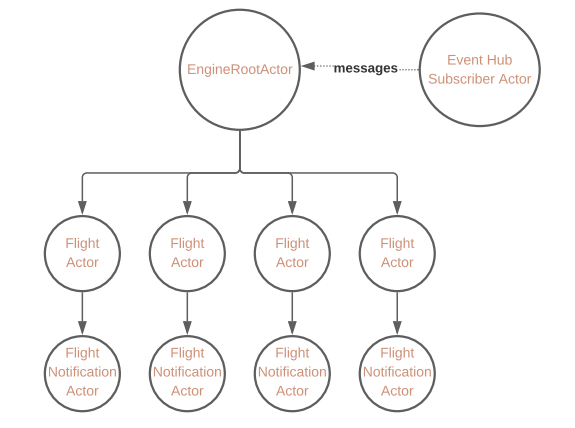 EngineRootActor
messages
Event Hub
Subscriber Actor
Flight
Actor
Flight
Actor
Flight
Actor
Flight
Actor
Flight
Notification
Actor
Flight
Notification
Actor
Flight
Notification
Actor
Flight
Notification
Actor